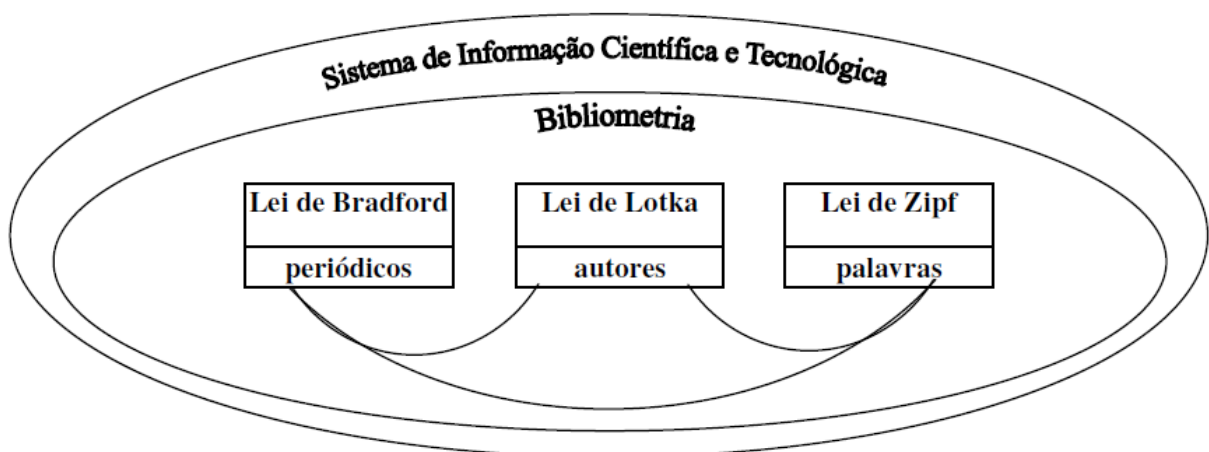 Sistema de Informação Científica e Tecnológica
Bibliometria
Lei de Bradford
periódicos
Lei de Lotka
autores
Lei de Zipf
palavras